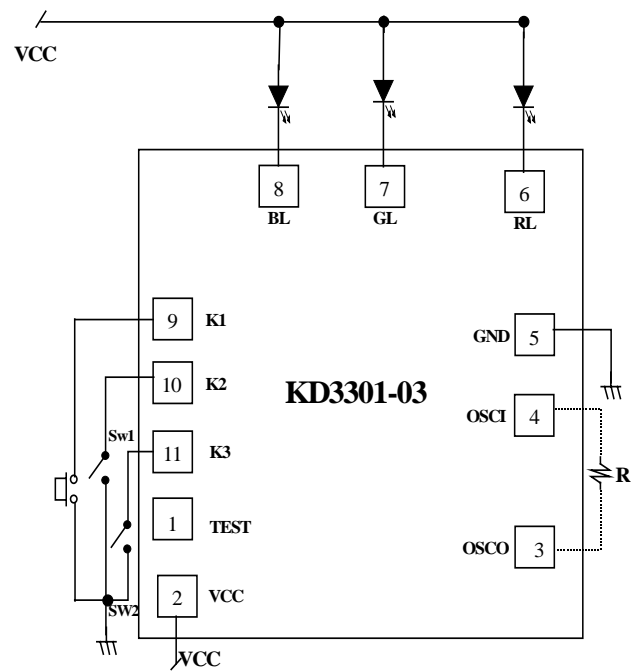 VCC
8
7
6
BL
GL
RL
9
K1
5
GND
10
K2
KD3301-03
4
OSCI
Sw1
11
K3
R
1
TEST
3
OSCO
2
VCC
SW2
VCC